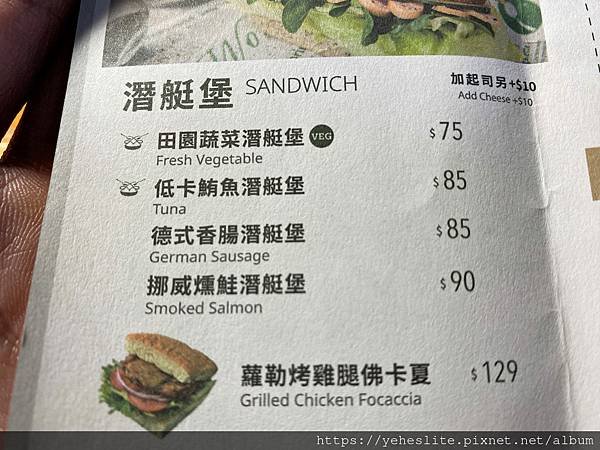 潛艇堡 SANDWICH
加起司另+$10
Add Cheese +$10
田園蔬菜潛艇堡 VEG $75
Fresh Vegetable
低卡鮪魚潛艇堡 $85
Tuna
德式香腸潛艇堡 $85
German Sausage
挪威燻鮭潛艇堡 $90
Smoked Salmon
蘿勒烤雞腿佛卡夏 $129
Grilled Chicken Focaccia
https://yeheslite.pixnet.net/album